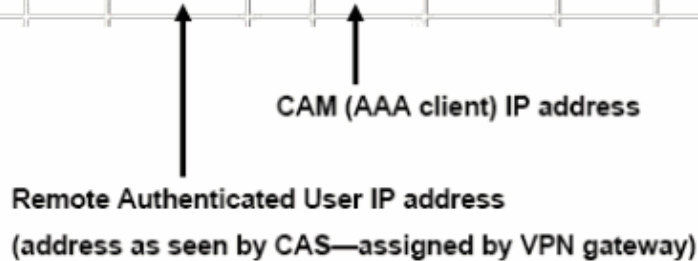 CAM (AAA client) IP address
Remote Authenticated User IP address
(address as seen by CAS—assigned by VPN gateway)